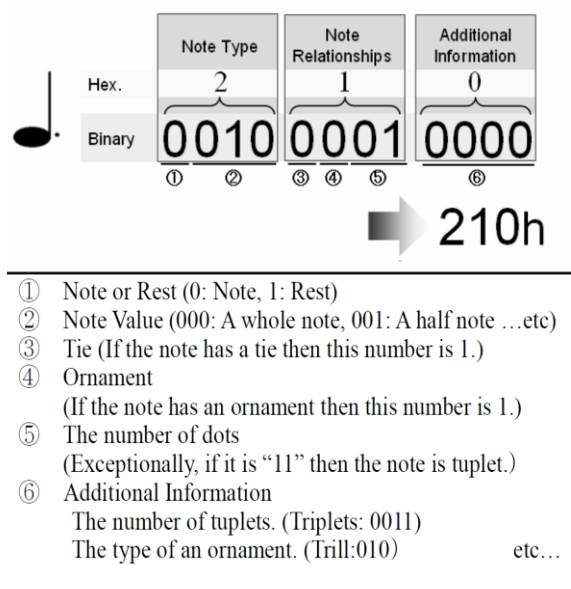 Note Type
Note
Relationships
Additional
Information
Hex.
2
1
0
Binary
0010
0001
0000
①
②
③
④
⑤
⑥
210h
① Note or Rest (0: Note, 1: Rest)
② Note Value (000: A whole note, 001: A half note …etc)
③ Tie (If the note has a tie then this number is 1.)
④ Ornament
(If the note has an ornament then this number is 1.)
⑤ The number of dots
(Exceptionally, if it is “11” then the note is tuplet.)
⑥ Additional Information
The number of tuplets. (Triplets: 0011)
The type of an ornament. (Trill:010) etc…